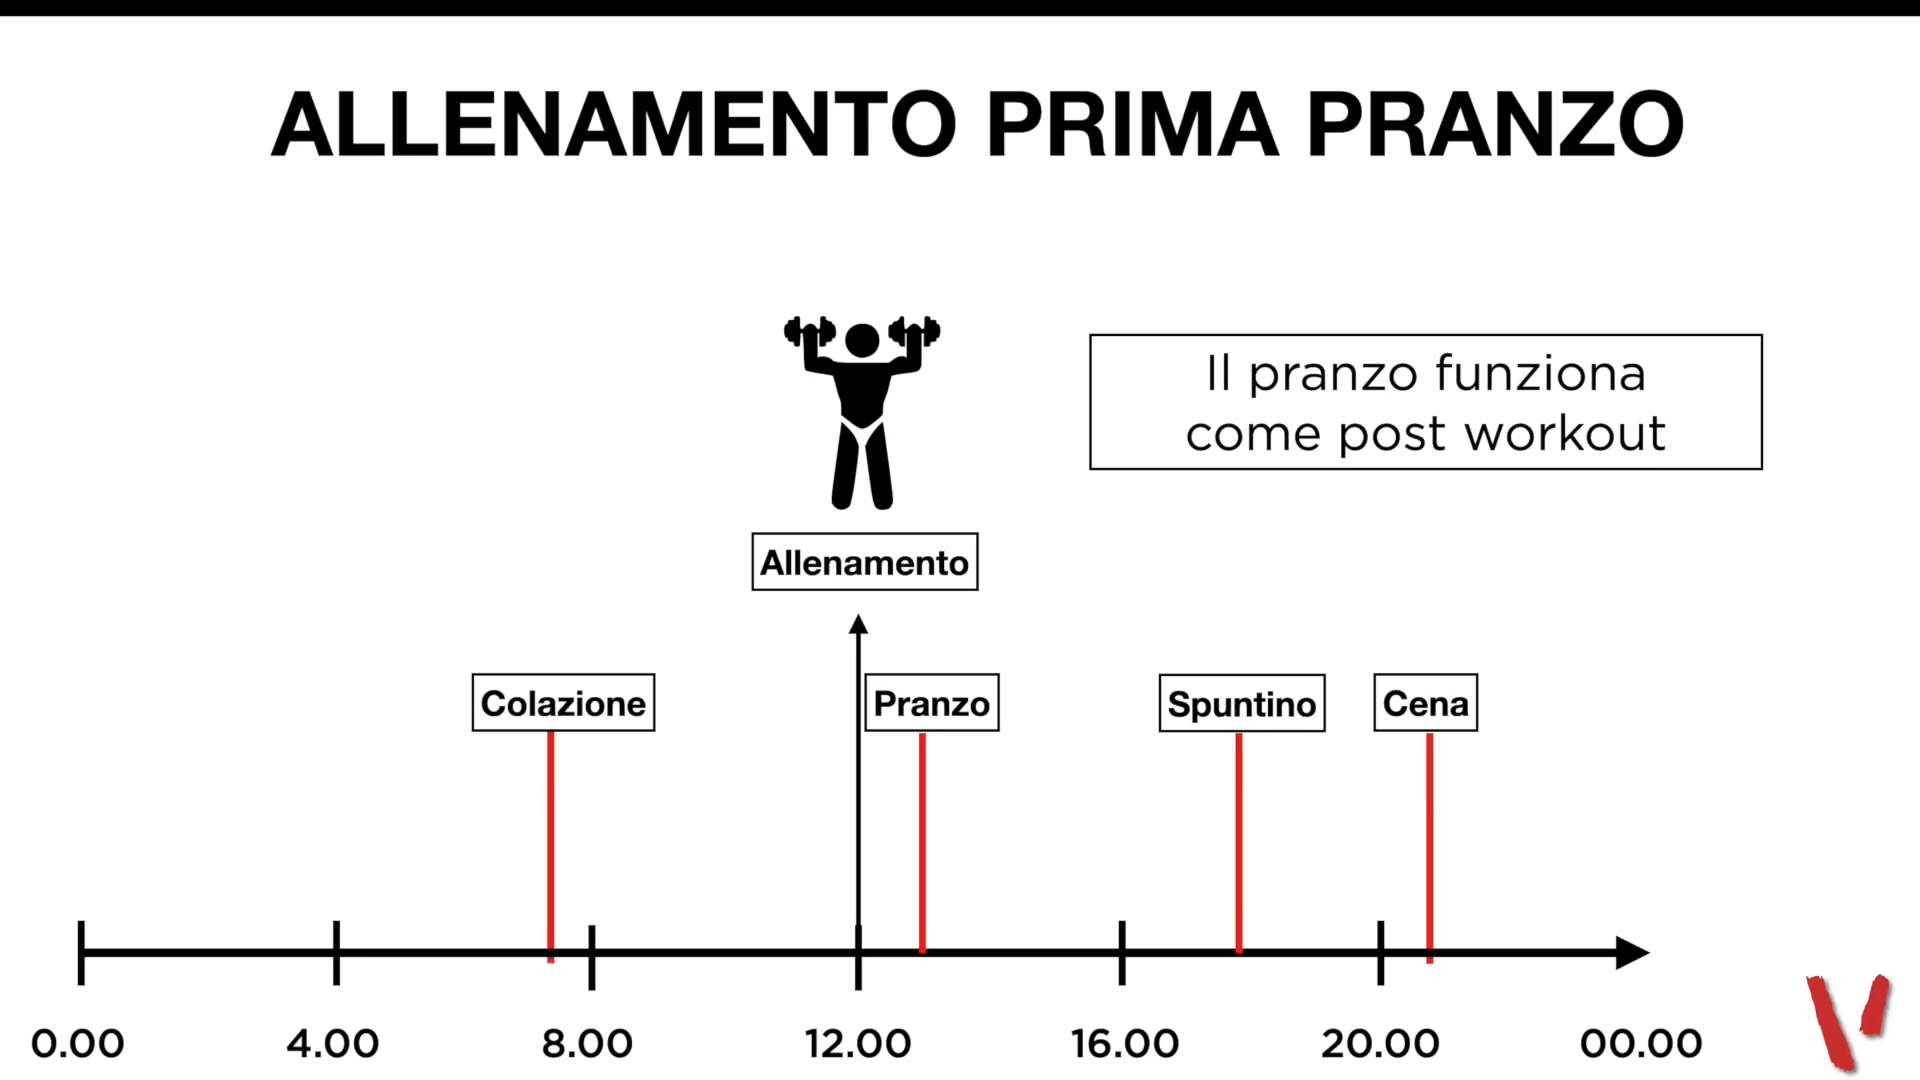 ALLENAMENTO PRIMA PRANZO
Il pranzo funziona
come post workout
Allenamento
Colazione
Pranzo
Spuntino
Cena
0.00
4.00
8.00
12.00
16.00
20.00
00.00